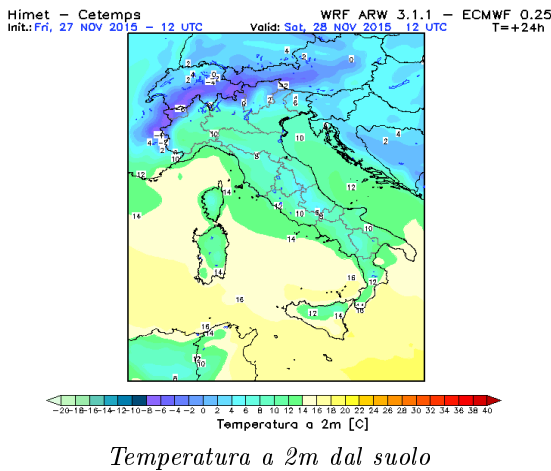 Himet – Cetemps WRF ARW 3.1.1 – ECMWF 0.25
Init.: Fri, 27 NOV 2015 – 12 UTC Valid: Sat, 28 NOV 2015 12 UTC T=+24h
-20 -18 -16 -14 -12 -10 -8 -6 -4 -2 0 2 4 6 8 10 12 14 16 18 20 22 24 26 28 30 32 34 36 38 40
Temperatura a 2m [C]
Temperatura a 2m dal suolo